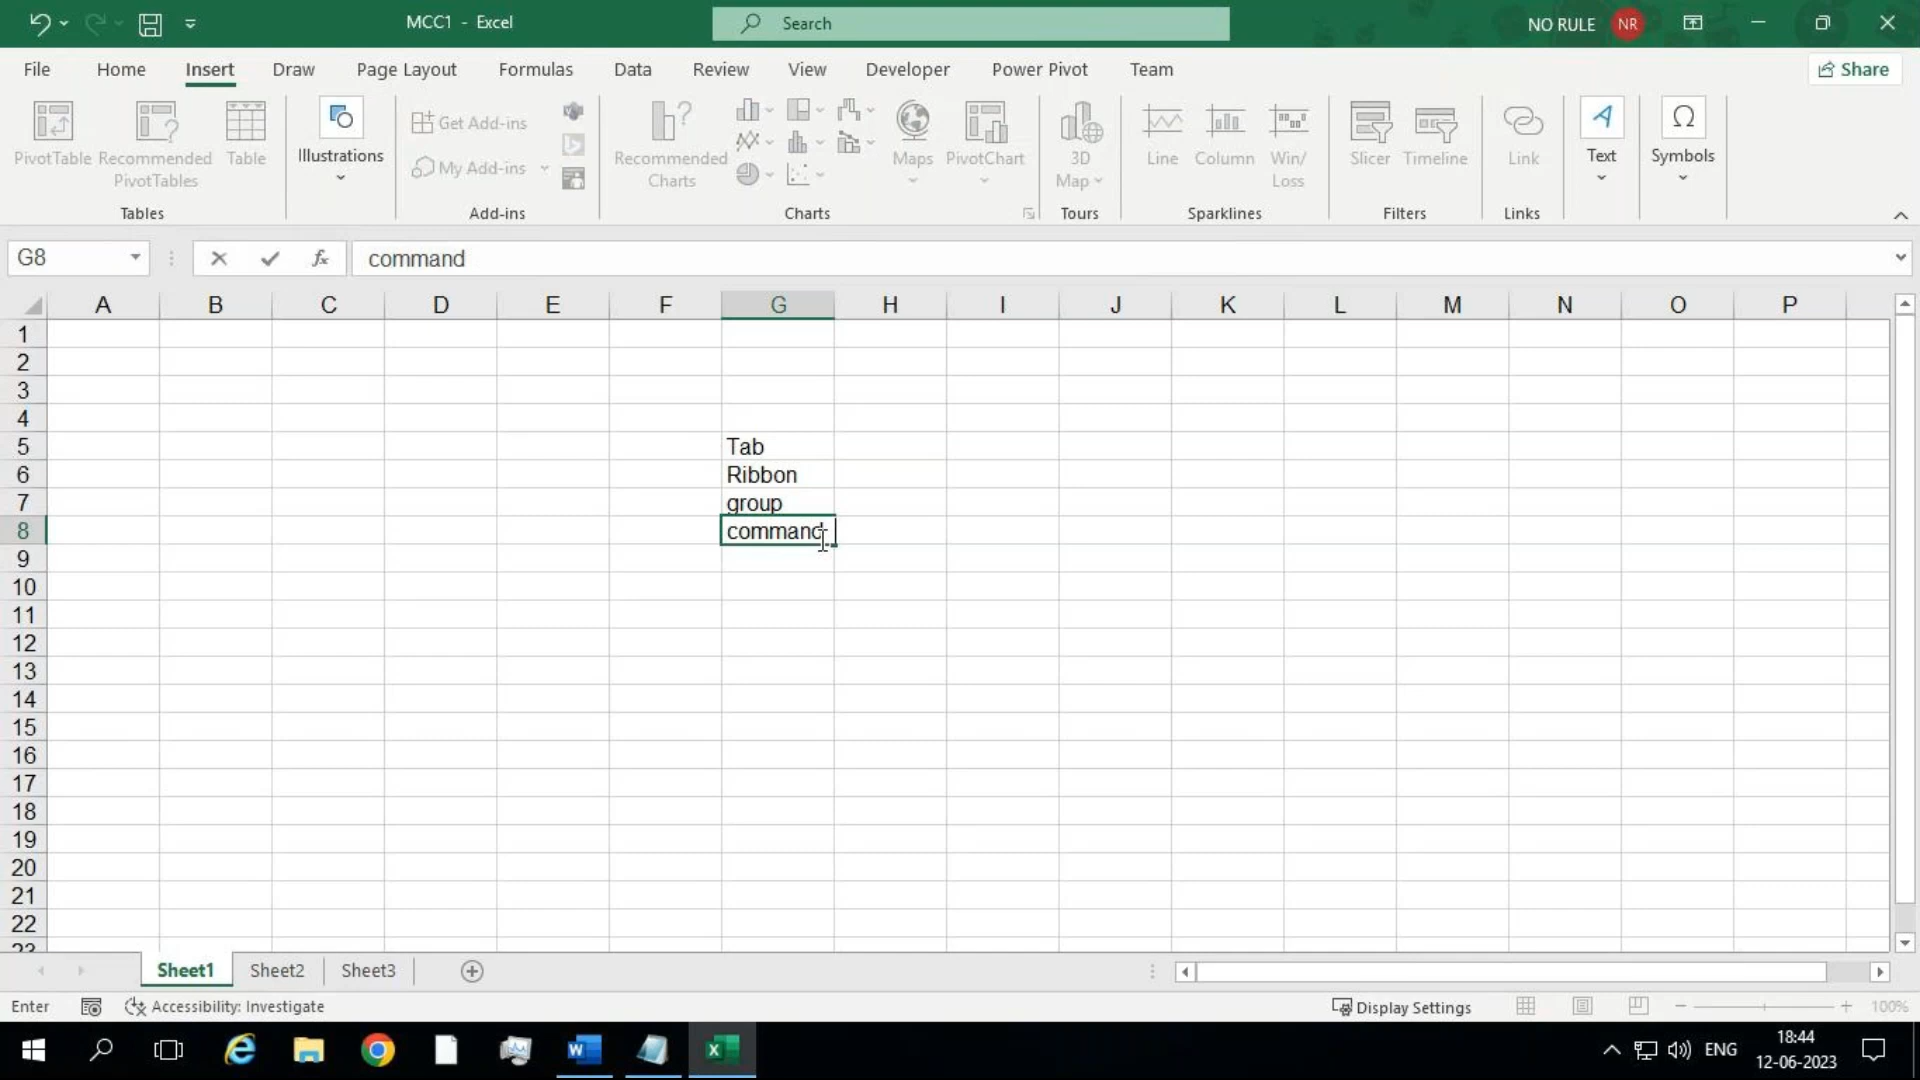 MCC1 - Excel
Search
NO RULE NR
File Home Insert Draw Page Layout Formulas Data Review View Developer Power Pivot Team Share
PivotTable
Recommended
PivotTables
Table
Tables
Illustrations
Get Add-ins
My Add-ins
Add-ins
Recommended
Charts
Maps
PivotChart
Charts
3D
Map
Tours
Line
Column
Win/
Loss
Sparklines
Slicer
Timeline
Filters
Link
Links
Text
Symbols
G8 fx command
A B C D E F G H I J K L M N O P
1
2
3
4
5 Tab
6 Ribbon
7 group
8 command
9
10
11
12
13
14
15
16
17
18
19
20
21
22
23
Sheet1 Sheet2 Sheet3
Enter Accessibility: Investigate Display Settings 100%
ENG
18:44
12-06-2023